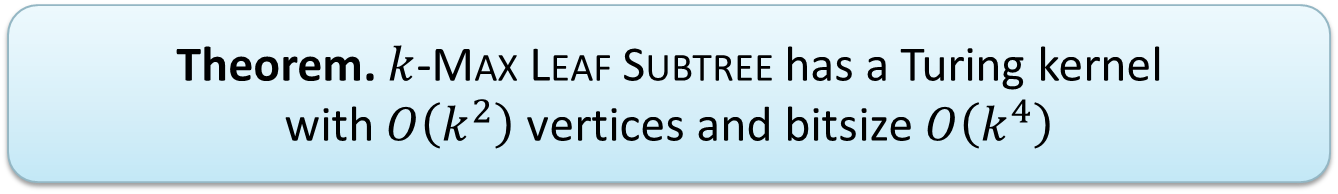 Theorem. k-MAX LEAF SUBTREE has a Turing kernel
with O(k²) vertices and bitsize O(k⁴)